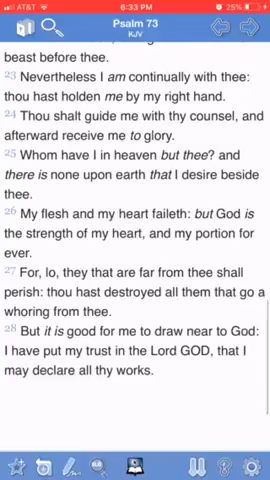 AT&T 6:33 PM 25%
Psalm 73
KJV
beast before thee.
23 Nevertheless I am continually with thee:
thou hast holden me by my right hand.
24 Thou shalt guide me with thy counsel, and
afterward receive me to glory.
25 Whom have I in heaven but thee? and
there is none upon earth that I desire beside
thee.
26 My flesh and my heart faileth: but God is
the strength of my heart, and my portion for
ever.
27 For, lo, they that are far from thee shall
perish: thou hast destroyed all them that go a
whoring from thee.
28 But it is good for me to draw near to God:
I have put my trust in the Lord GOD, that I
may declare all thy works.